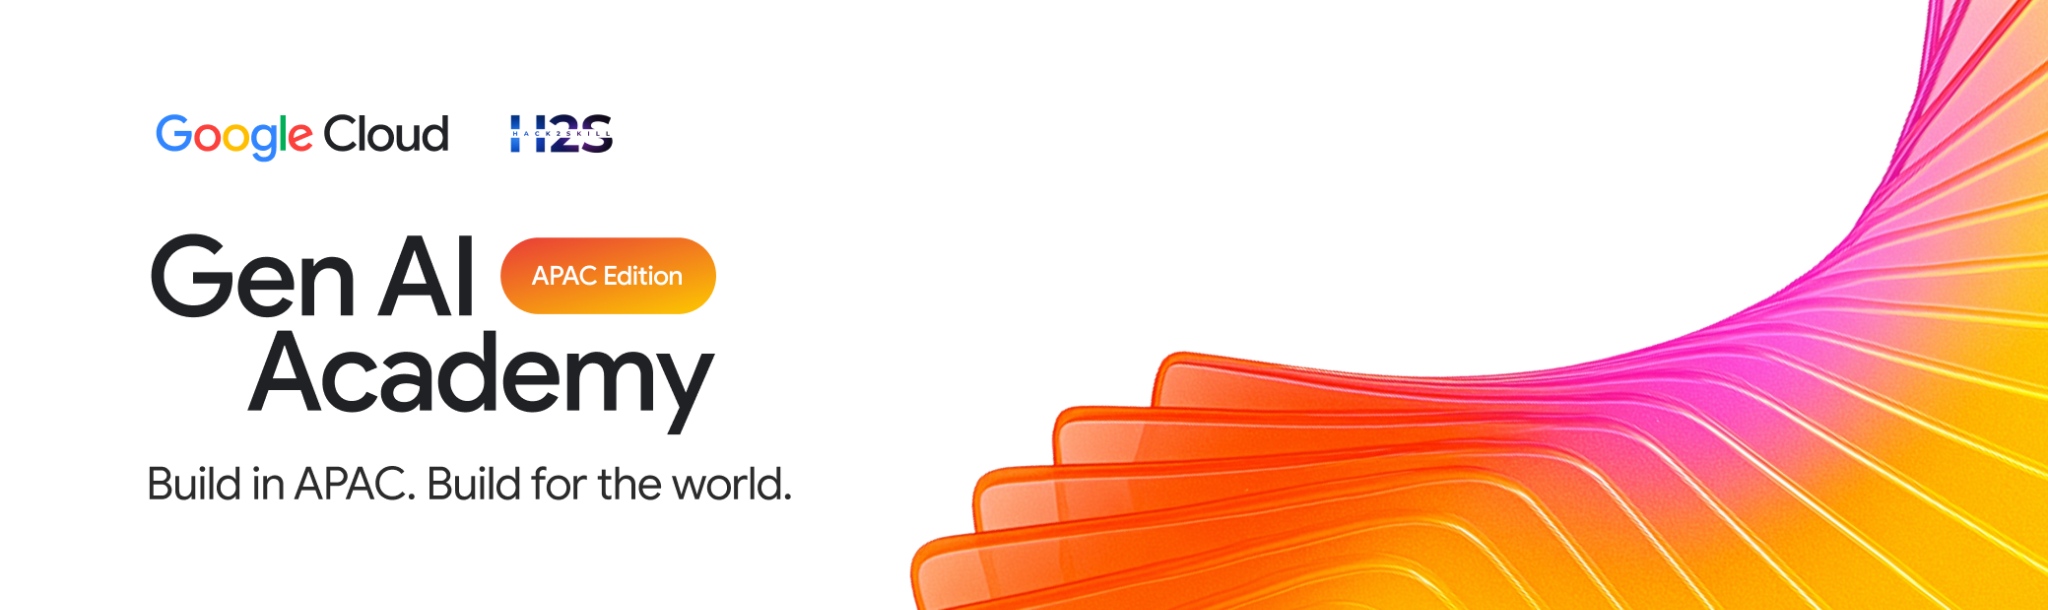 Google Cloud
H2S
HACK2SKILL
Gen AI
APAC Edition
Academy
Build in APAC. Build for the world.